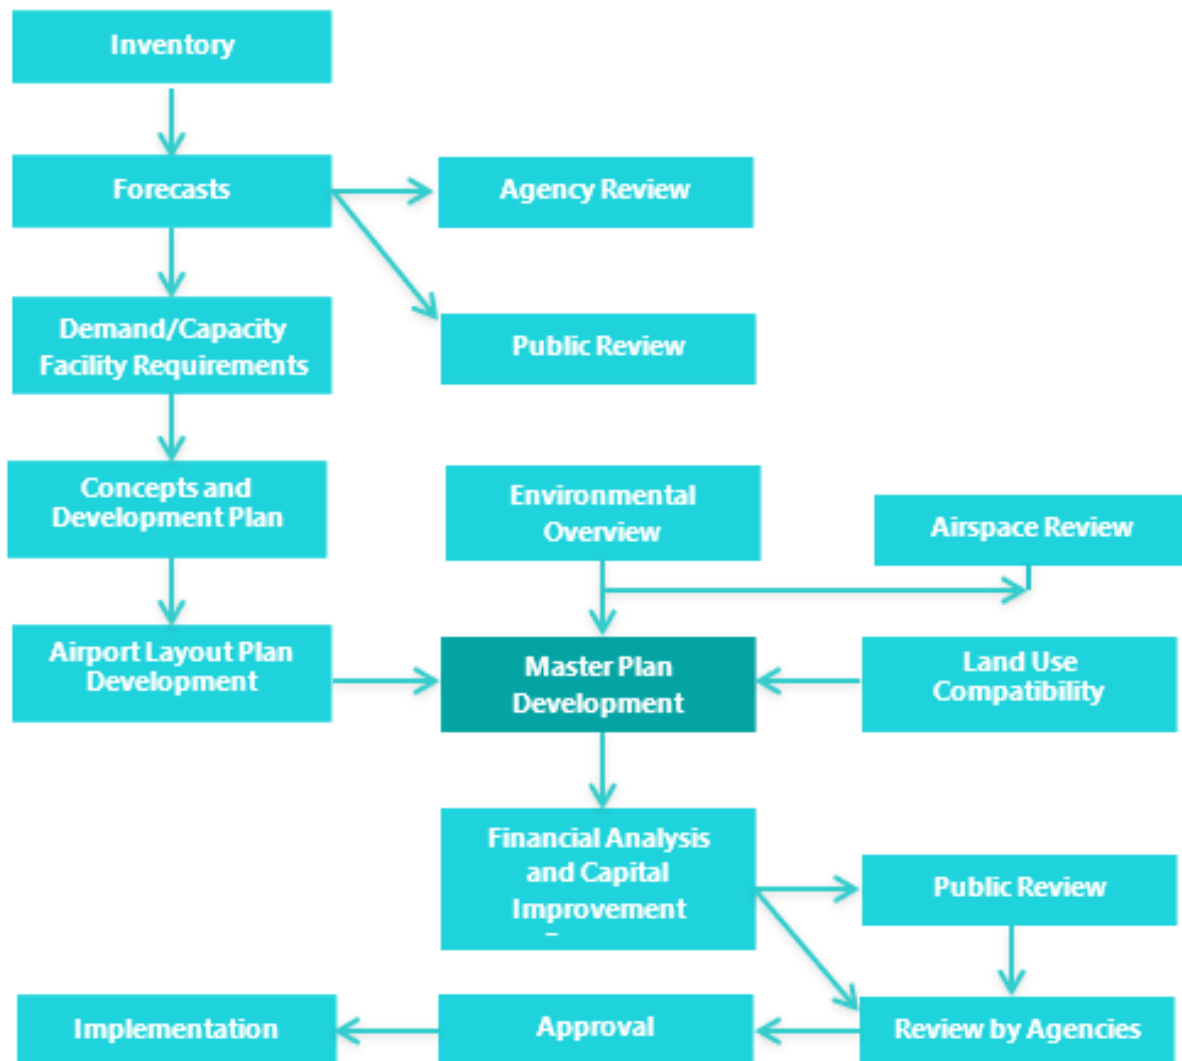 Inventory
Forecasts
Agency Review
Demand/Capacity
Facility Requirements
Public Review
Concepts and
Development Plan
Environmental
Overview
Airspace Review
Airport Layout Plan
Development
Master Plan
Development
Land Use
Compatibility
Financial Analysis
and Capital
Improvement
Public Review
Implementation
Approval
Review by Agencies